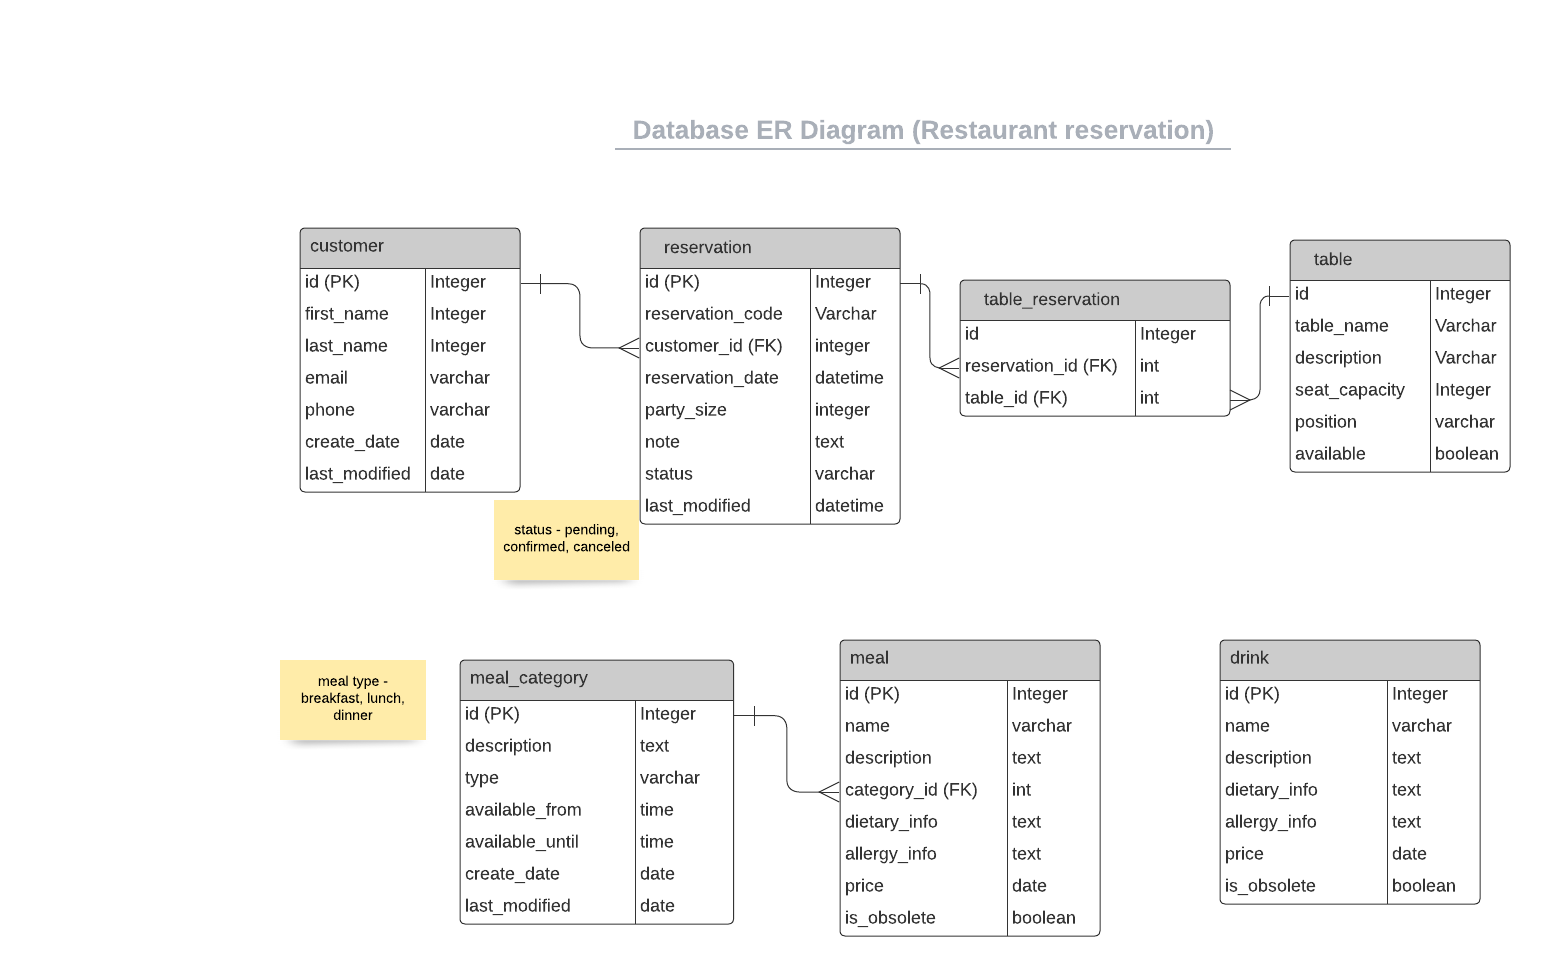 Database ER Diagram (Restaurant reservation)
customer
id (PK) Integer
first_name Integer
last_name Integer
email varchar
phone varchar
create_date date
last_modified date
reservation
id (PK) Integer
reservation_code Varchar
customer_id (FK) integer
reservation_date datetime
party_size integer
note text
status varchar
last_modified datetime
table_reservation
id Integer
reservation_id (FK) int
table_id (FK) int
table
id Integer
table_name Varchar
description Varchar
seat_capacity Integer
position varchar
available boolean
status - pending,
confirmed, canceled
meal type -
breakfast, lunch,
dinner
meal_category
id (PK) Integer
description text
type varchar
available_from time
available_until time
create_date date
last_modified date
meal
id (PK) Integer
name varchar
description text
category_id (FK) int
dietary_info text
allergy_info text
price date
is_obsolete boolean
drink
id (PK) Integer
name varchar
description text
dietary_info text
allergy_info text
price date
is_obsolete boolean